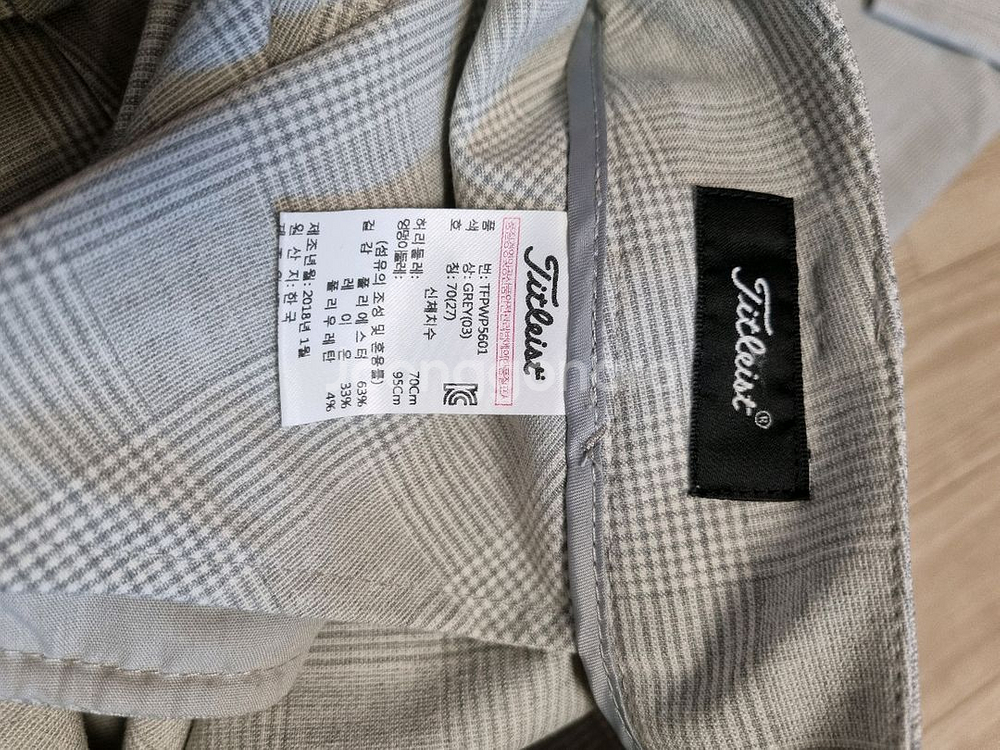 Titleist
품 번: TFPWP5601
색 상: GREY(03)
호 칭: 70(27)
신체치수
허리둘레: 70Cm
엉덩이둘레: 95Cm
(섬유의 조성 및 혼용률)
겉 감 폴리에스터 63%
레 이 온 33%
폴리우레탄 4%
제조년월: 2018년 1월
원 산 지: 한 국
Titleist®